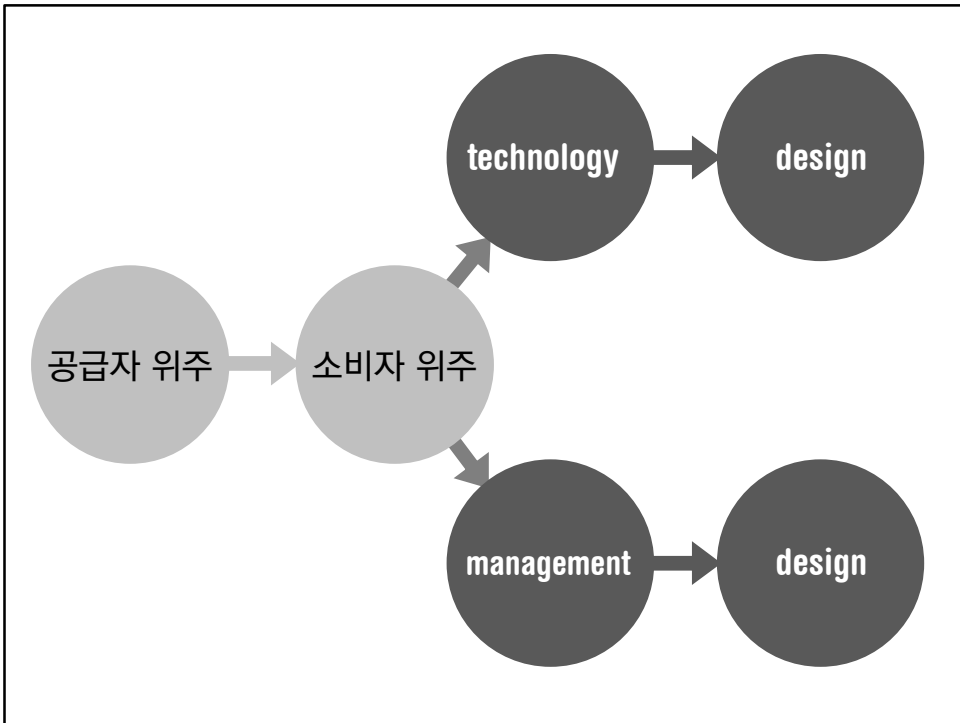 technology
design
공급자 위주
소비자 위주
management
design